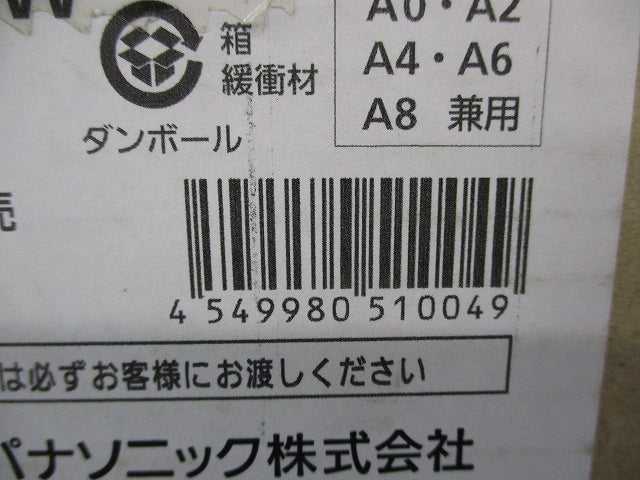 W
A0・A2
箱
緩衝材
A4・A6
A8 兼用
ダンボール
売
4 549980 510049
は必ずお客様にお渡しください
パナソニック株式会社